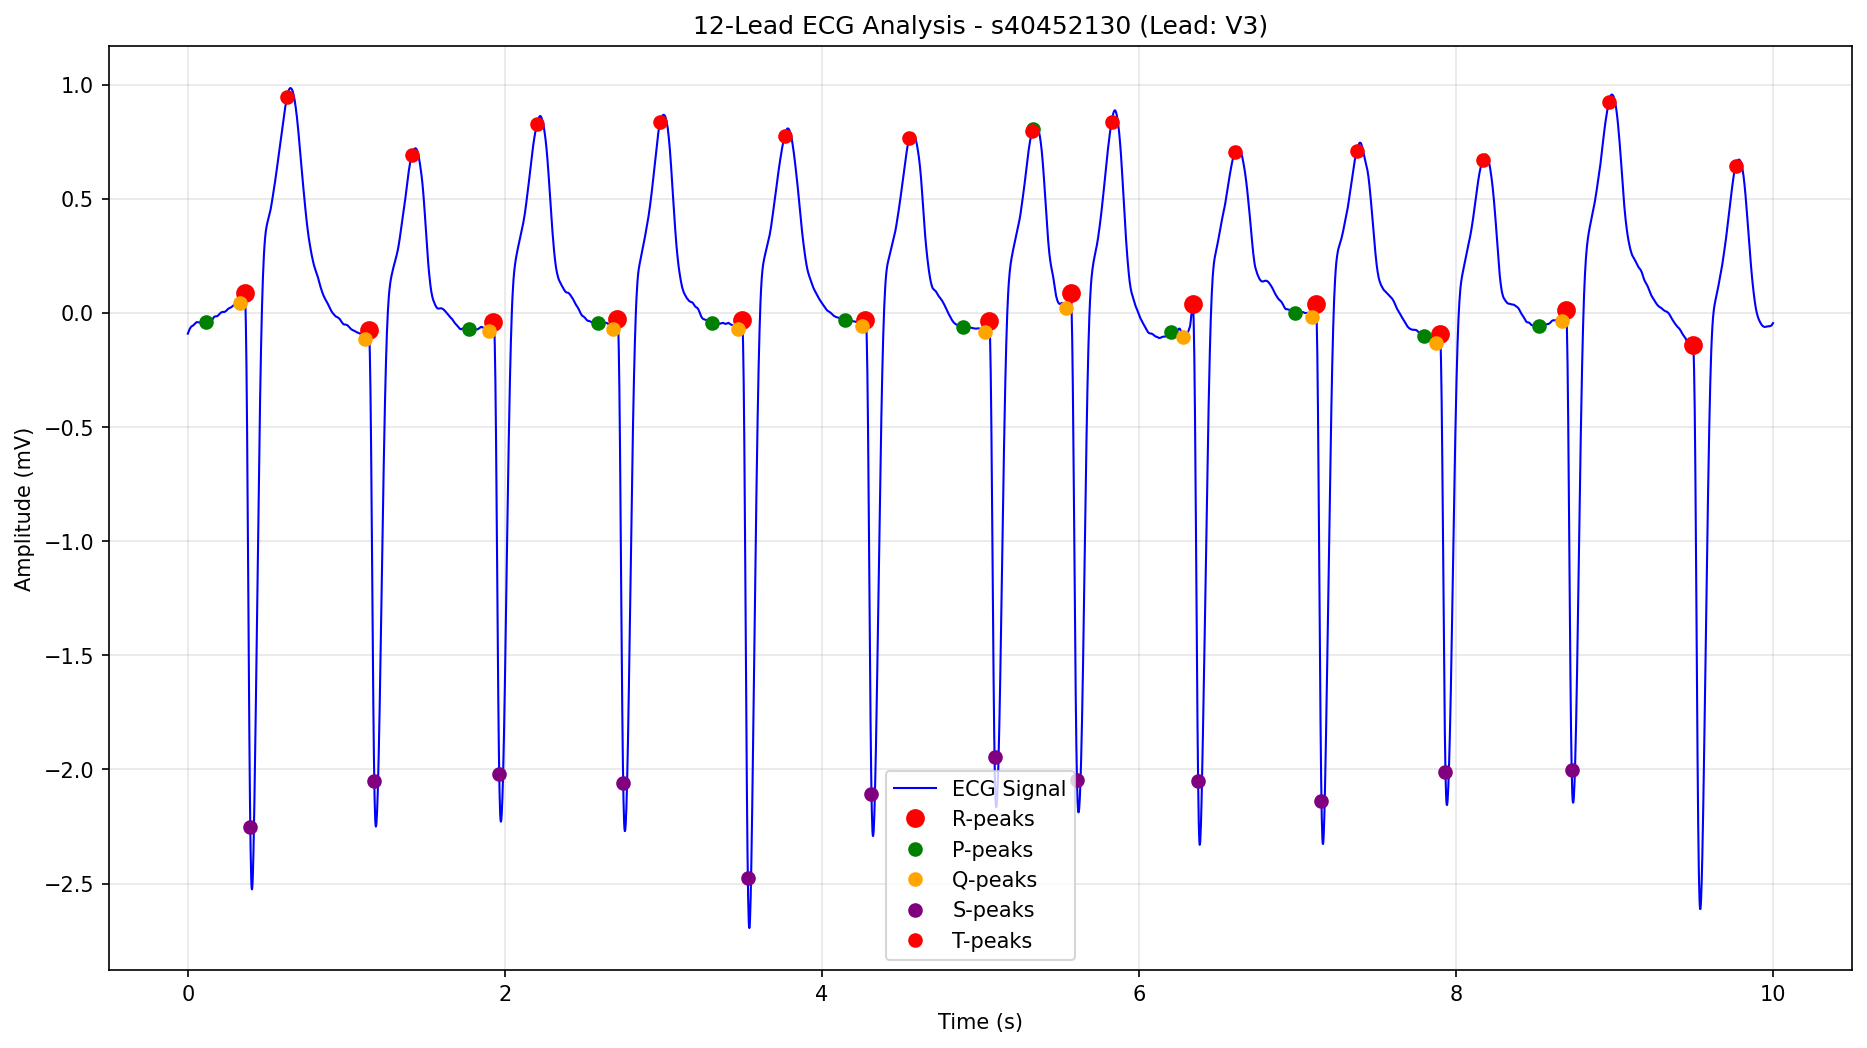 12-Lead ECG Analysis - s40452130 (Lead: V3)
1.0
0.5
0.0
−0.5
−1.0
−1.5
−2.0
−2.5
Amplitude (mV)
ECG Signal
R-peaks
P-peaks
Q-peaks
S-peaks
T-peaks
0 2 4 6 8 10
Time (s)